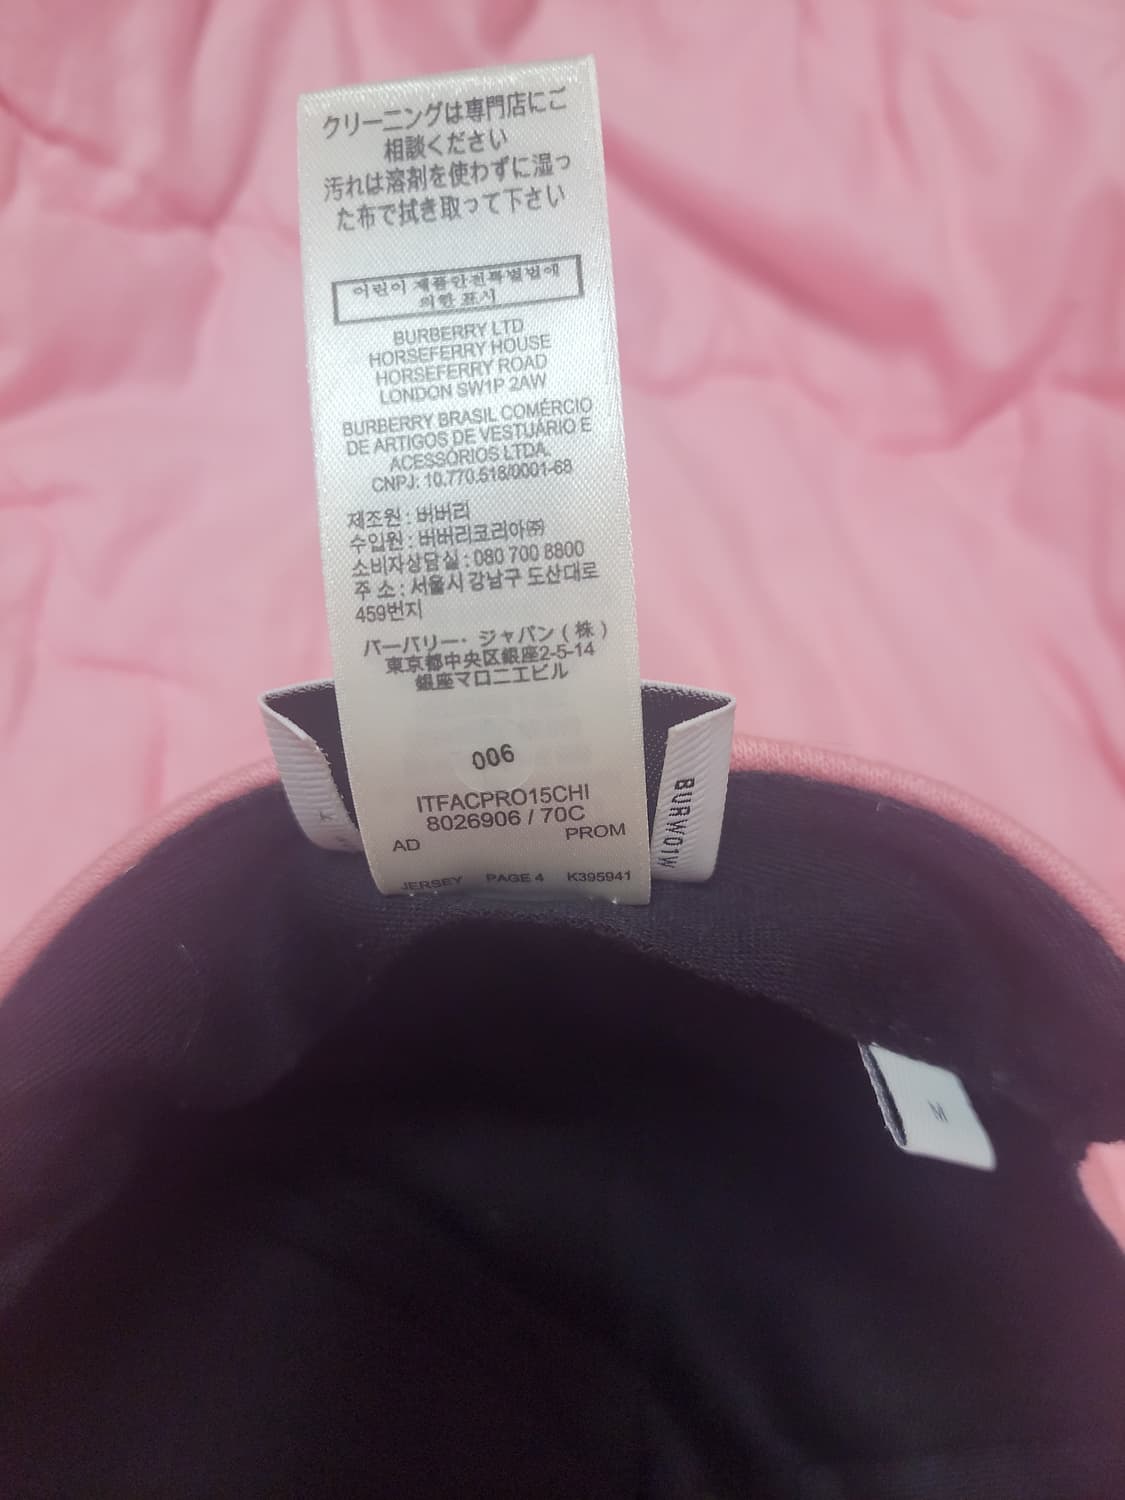 クリーニングは専門店にご
相談ください
汚れは溶剤を使わずに湿っ
た布で拭き取って下さい
어린이 제품안전특별법에
의한 표시
BURBERRY LTD
HORSEFERRY HOUSE
HORSEFERRY ROAD
LONDON SW1P 2AW
BURBERRY BRASIL COMÉRCIO
DE ARTIGOS DE VESTUÁRIO E
ACESSÓRIOS LTDA.
CNPJ: 10.770.518/0001-68
제조원 : 버버리
수입원 : 버버리코리아㈜
소비자상담실 : 080 700 8800
주 소 : 서울시 강남구 도산대로
459번지
バーバリー・ジャパン ( 株 )
東京都中央区銀座2-5-14
銀座マロニエビル
006
ITFACPRO15CHI
8026906 / 70C
AD PROM
JERSEY PAGE 4 K395941
BURW01W
M